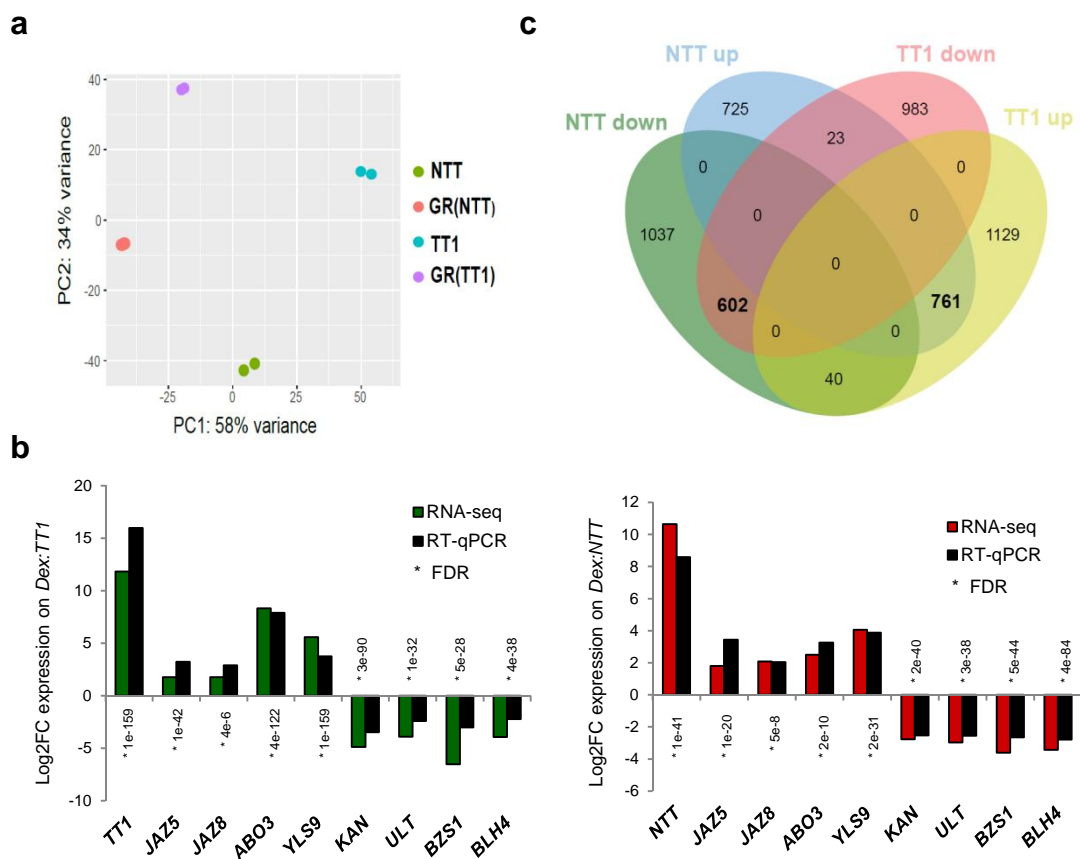 a
40
20
0
-20
-40
-25
0
25
50
PC2: 34% variance
PC1: 58% variance
NTT
GR(NTT)
TT1
GR(TT1)
c
NTT up
TT1 down
NTT down
TT1 up
725
983
23
0
0
1037
0
0
1129
0
602
761
0
0
40
b
Log2FC expression on Dex:TT1
20
15
10
5
0
-5
-10
RNA-seq
RT-qPCR
* FDR
* 1e-159
* 1e-42
* 4e-6
* 4e-122
* 1e-159
* 3e-90
* 1e-32
* 5e-28
* 4e-38
TT1
JAZ5
JAZ8
ABO3
YLS9
KAN
ULT
BZS1
BLH4
Log2FC expression on Dex:NTT
12
10
8
6
4
2
0
-2
-4
-6
RNA-seq
RT-qPCR
* FDR
* 1e-41
* 1e-20
* 5e-8
* 2e-10
* 2e-31
* 2e-40
* 3e-38
* 5e-44
* 4e-84
NTT
JAZ5
JAZ8
ABO3
YLS9
KAN
ULT
BZS1
BLH4